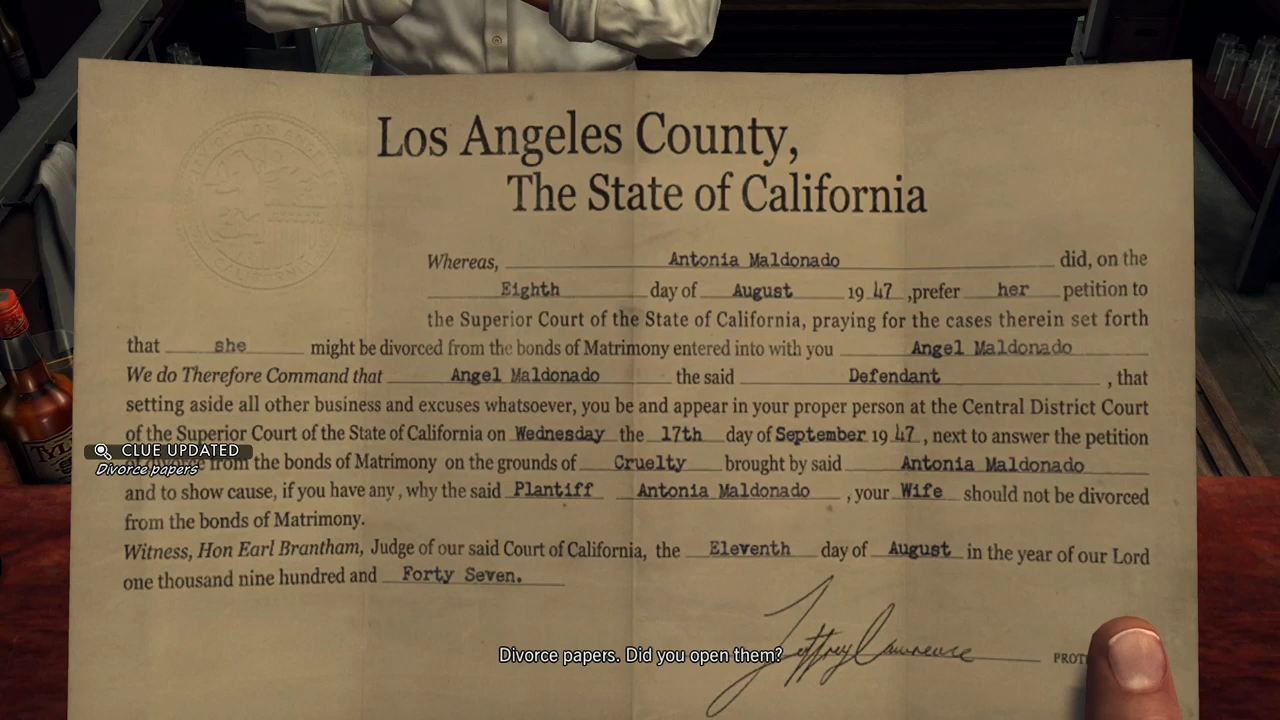 Los Angeles County,
The State of California
Whereas, Antonia Maldonado did, on the
Eighth day of August 19 47 ,prefer her petition to
the Superior Court of the State of California, praying for the cases therein set forth
that she might be divorced from the bonds of Matrimony entered into with you Angel Maldonado
We do Therefore Command that Angel Maldonado the said Defendant , that
setting aside all other business and excuses whatsoever, you be and appear in your proper person at the Central District Court
of the Superior Court of the State of California on Wednesday the 17th day of September 19 47 , next to answer the petition
CLUE UPDATED
from the bonds of Matrimony on the grounds of Cruelty brought by said Antonia Maldonado
Divorce papers
and to show cause, if you have any , why the said Plantiff Antonia Maldonado , your Wife should not be divorced
from the bonds of Matrimony.
Witness, Hon Earl Brantham, Judge of our said Court of California, the Eleventh day of August in the year of our Lord
one thousand nine hundred and Forty Seven.
Jeffrey Lawrence
Divorce papers. Did you open them?